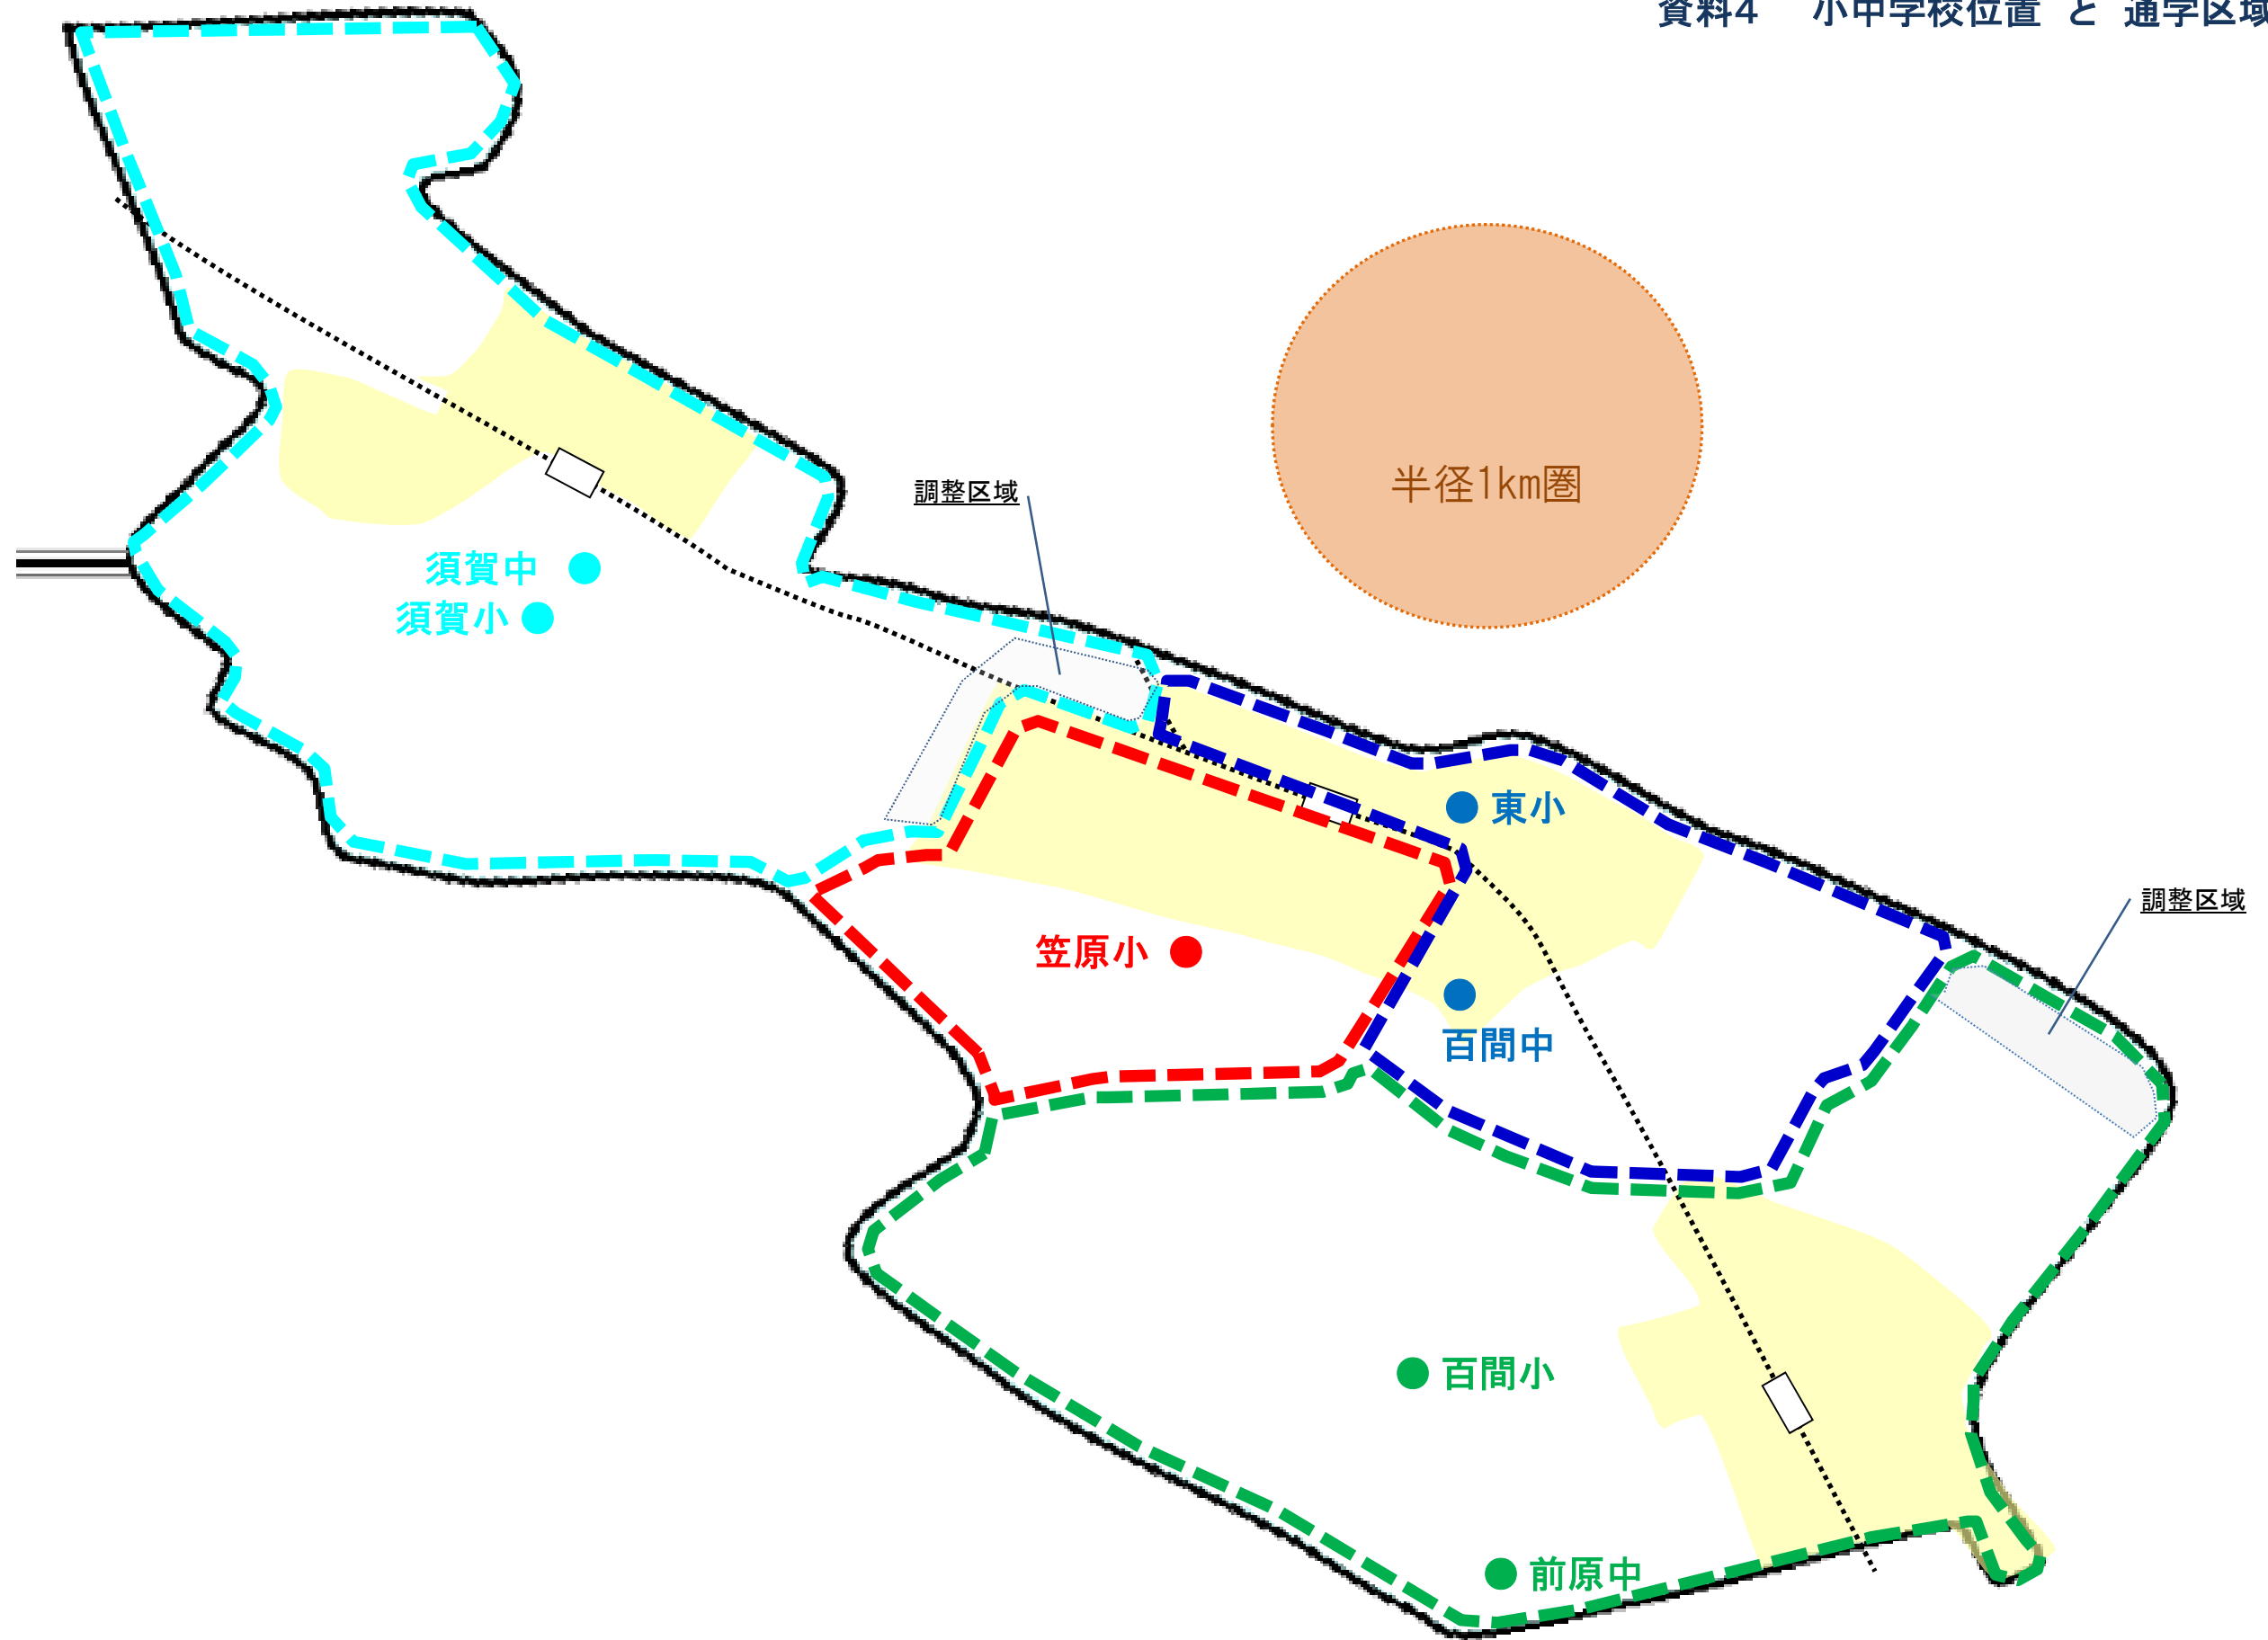 資料4 小中学校位置 と 通学区域
半径1km圏
調整区域
須賀中
須賀小
東小
調整区域
笠原小
百間中
百間小
前原中